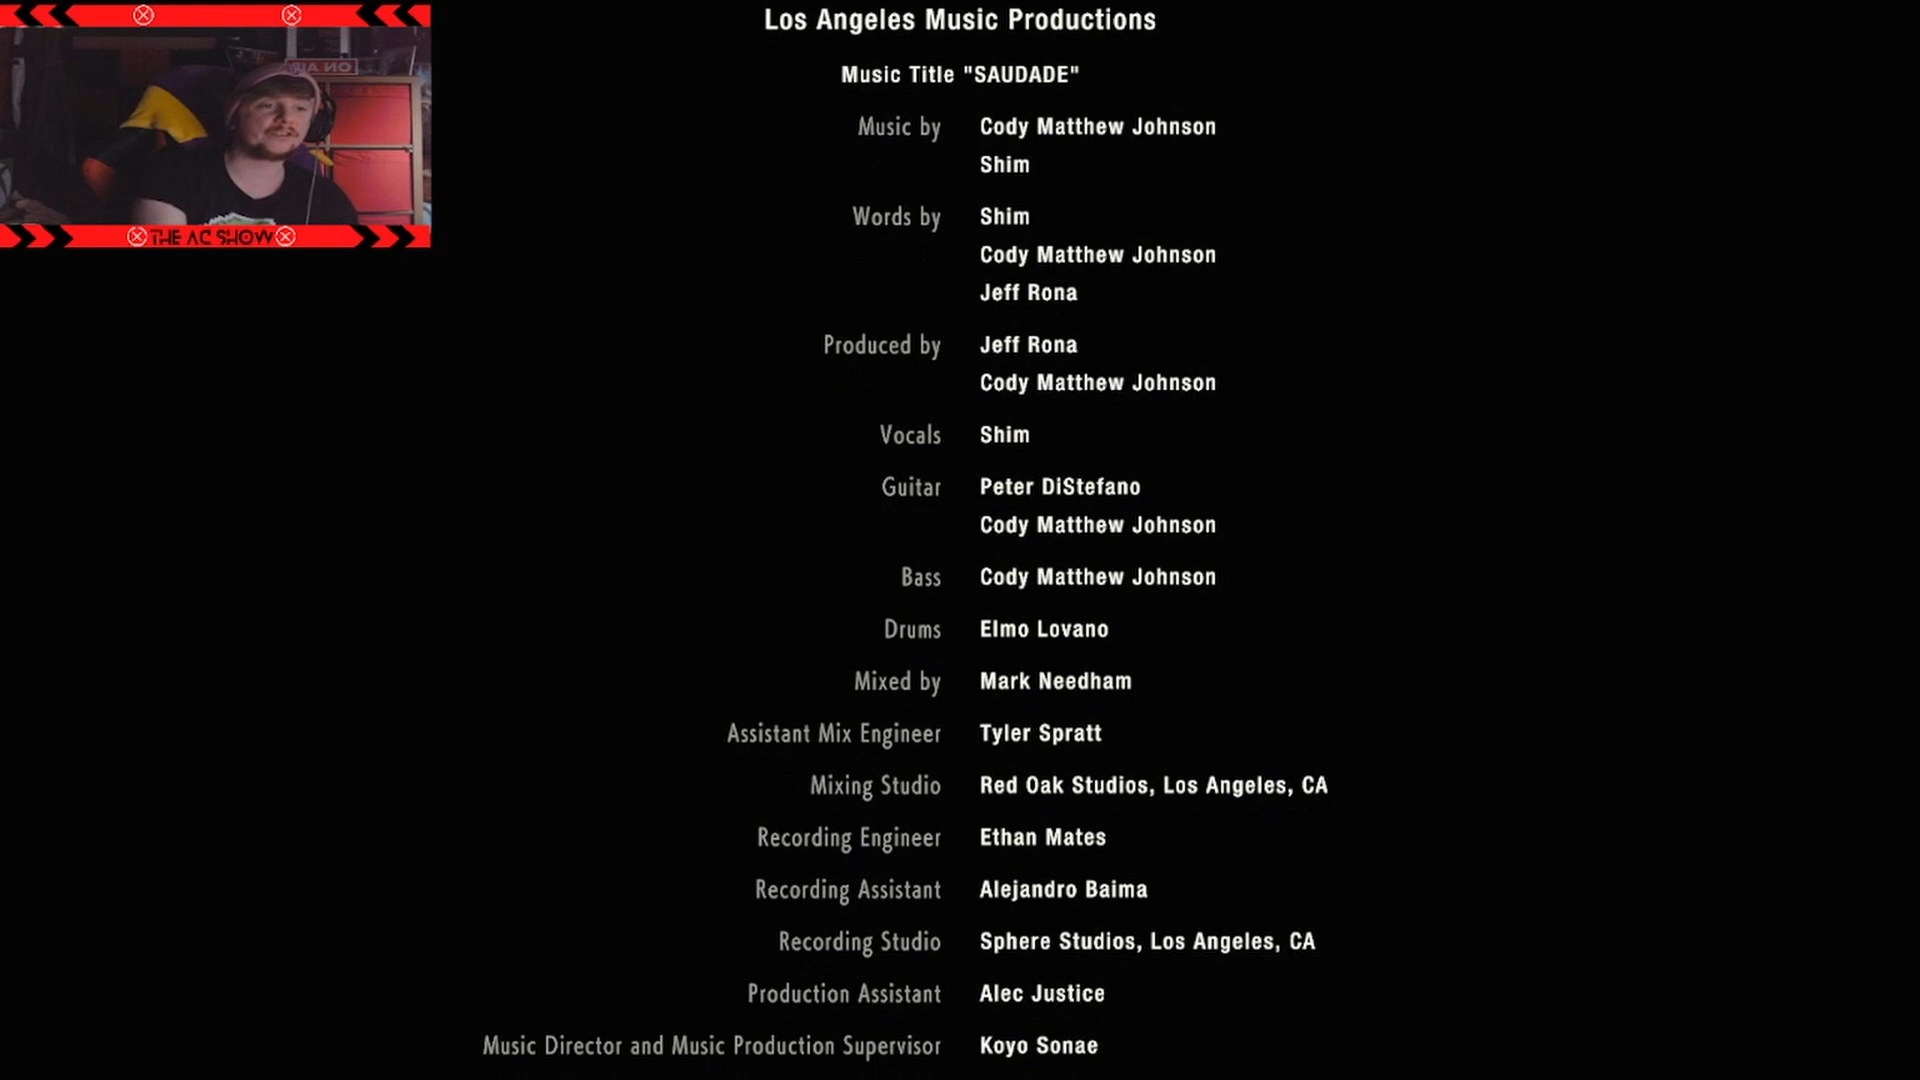 ON AIR
THE AC SHOW
Los Angeles Music Productions
Music Title "SAUDADE"
Music by Cody Matthew Johnson
Shim
Words by Shim
Cody Matthew Johnson
Jeff Rona
Produced by Jeff Rona
Cody Matthew Johnson
Vocals Shim
Guitar Peter DiStefano
Cody Matthew Johnson
Bass Cody Matthew Johnson
Drums Elmo Lovano
Mixed by Mark Needham
Assistant Mix Engineer Tyler Spratt
Mixing Studio Red Oak Studios, Los Angeles, CA
Recording Engineer Ethan Mates
Recording Assistant Alejandro Baima
Recording Studio Sphere Studios, Los Angeles, CA
Production Assistant Alec Justice
Music Director and Music Production Supervisor Koyo Sonae